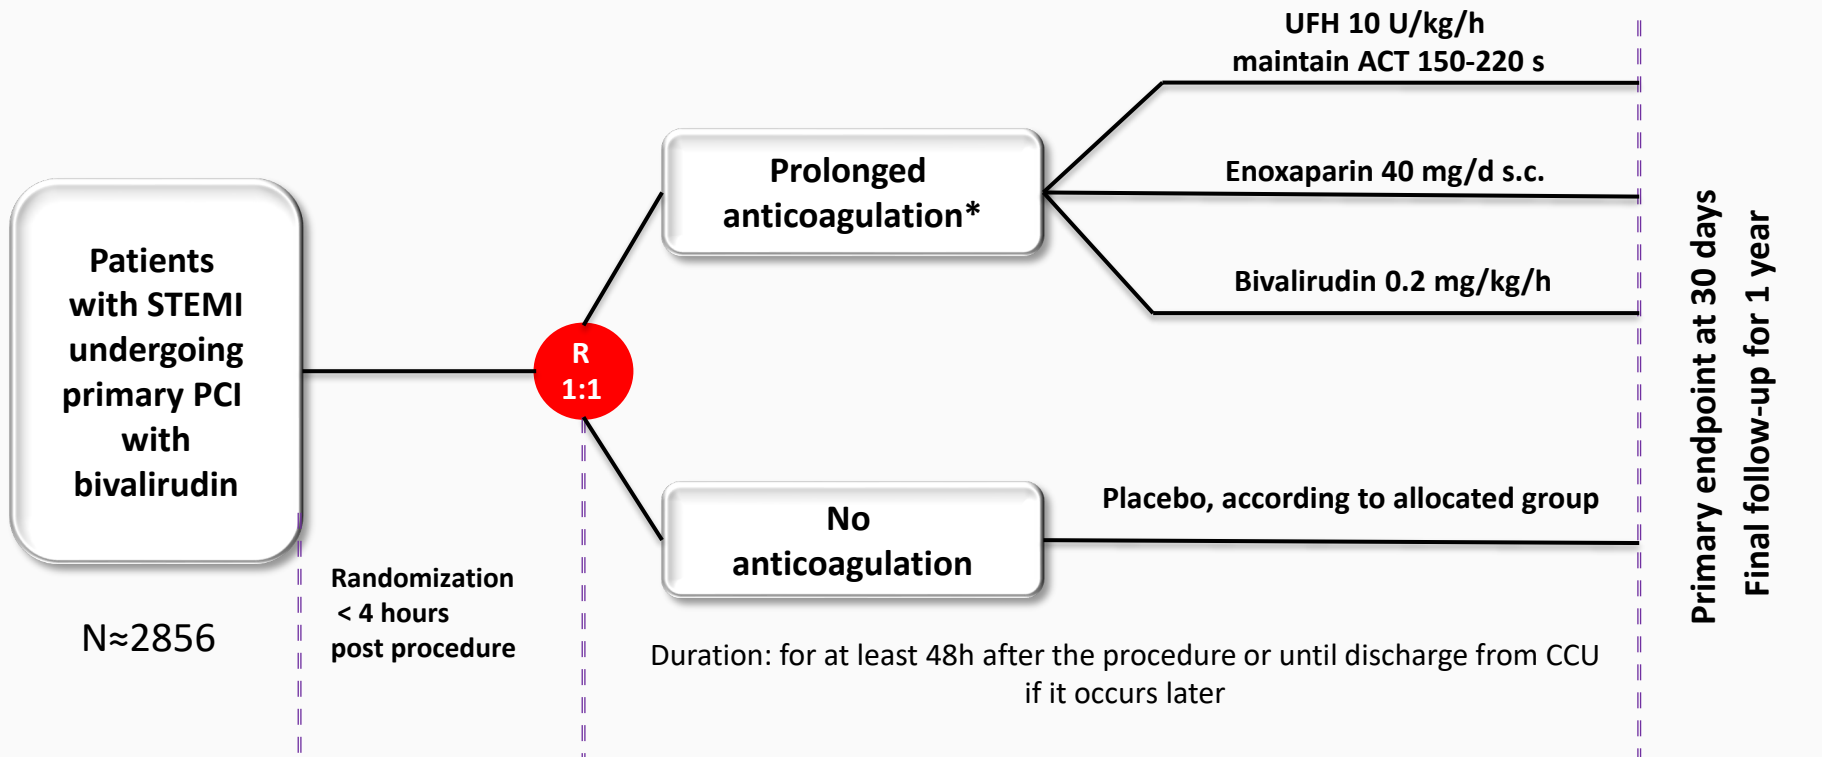 Patients
with STEMI
undergoing
primary PCI
with
bivalirudin
N≈2856
Randomization
< 4 hours
post procedure
R
1:1
Prolonged
anticoagulation*
UFH 10 U/kg/h
maintain ACT 150-220 s
Enoxaparin 40 mg/d s.c.
Bivalirudin 0.2 mg/kg/h
No
anticoagulation
Placebo, according to allocated group
Duration: for at least 48h after the procedure or until discharge from CCU
if it occurs later
Primary endpoint at 30 days
Final follow-up for 1 year